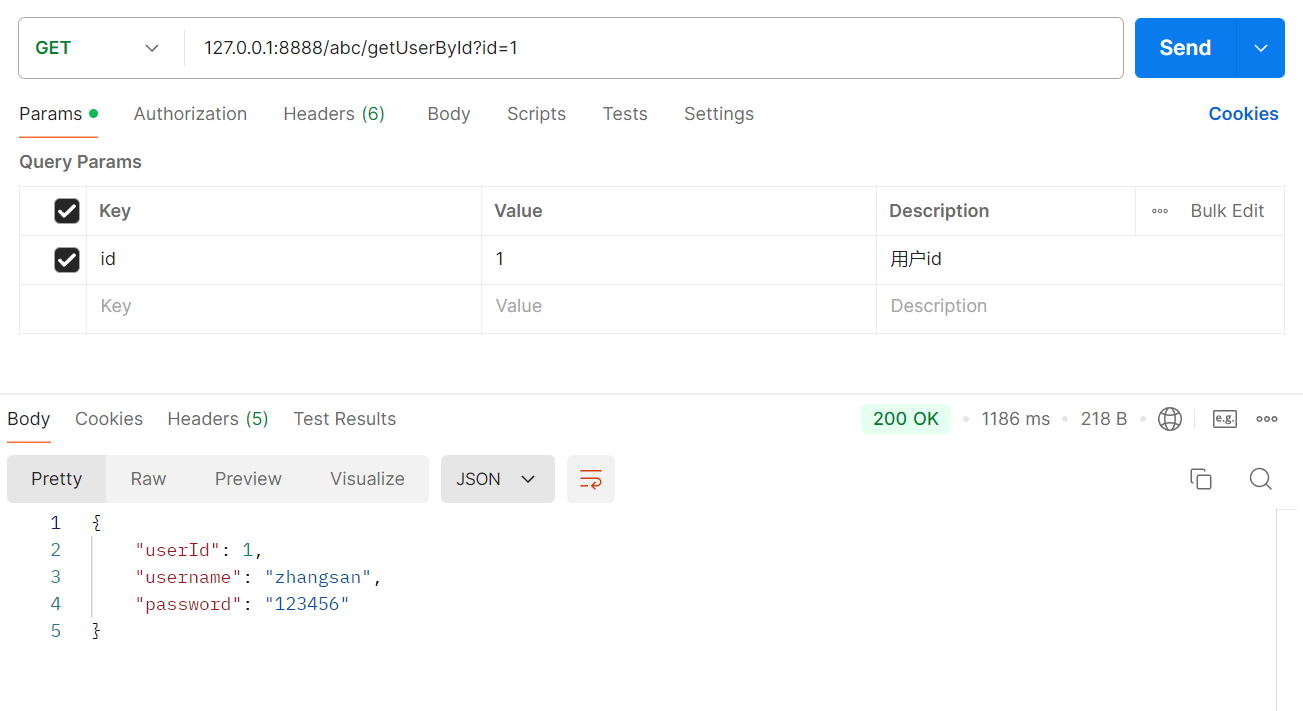 GET 127.0.0.1:8888/abc/getUserById?id=1 Send
Params Authorization Headers (6) Body Scripts Tests Settings Cookies
Query Params
Key Value Description Bulk Edit
id 1 用户id
Key Value Description
Body Cookies Headers (5) Test Results 200 OK 1186 ms 218 B e.g.
Pretty Raw Preview Visualize JSON
1 {
2 "userId": 1,
3 "username": "zhangsan",
4 "password": "123456"
5 }